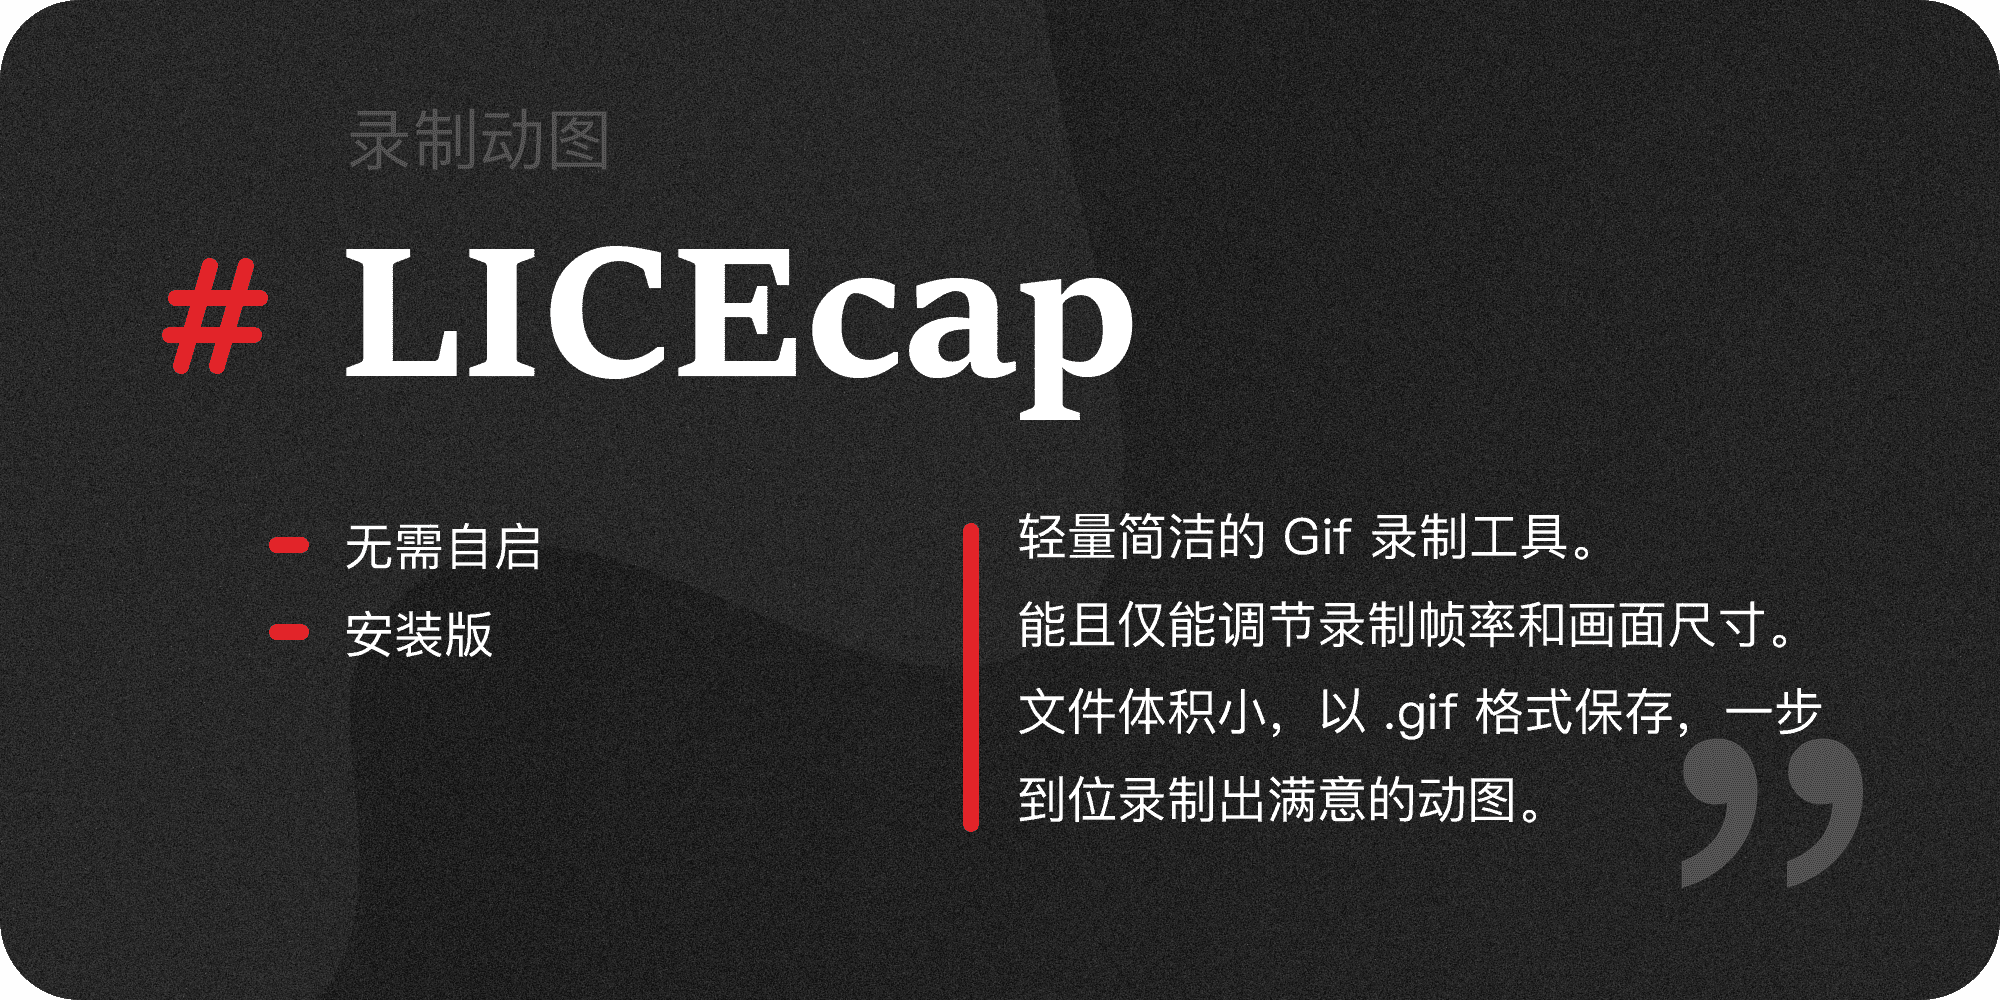 录制动图
# LICEcap
无需自启
安装版
轻量简洁的 Gif 录制工具。
能且仅能调节录制帧率和画面尺寸。
文件体积小，以 .gif 格式保存，一步
到位录制出满意的动图。
”